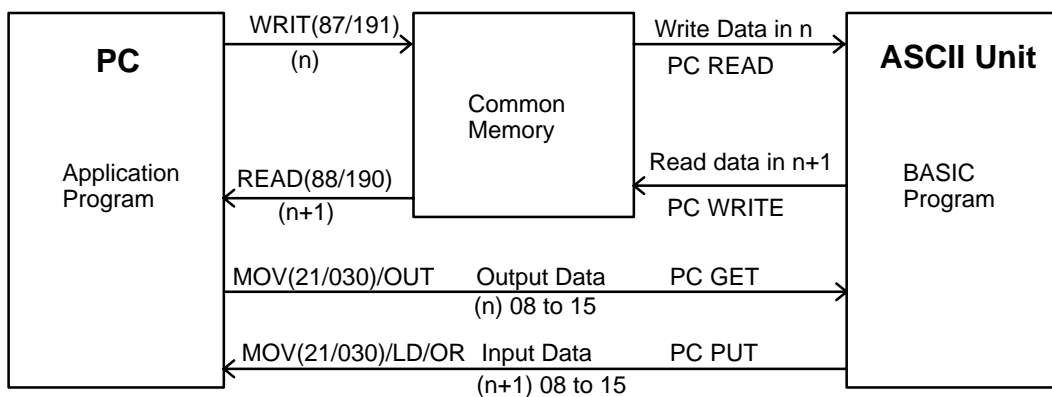 PC
Application
Program
WRIT(87/191)
(n)
READ(88/190)
(n+1)
Common
Memory
Write Data in n
PC READ
Read data in n+1
PC WRITE
ASCII Unit
BASIC
Program
MOV(21/030)/OUT Output Data PC GET
(n) 08 to 15
MOV(21/030)/LD/OR Input Data PC PUT
(n+1) 08 to 15